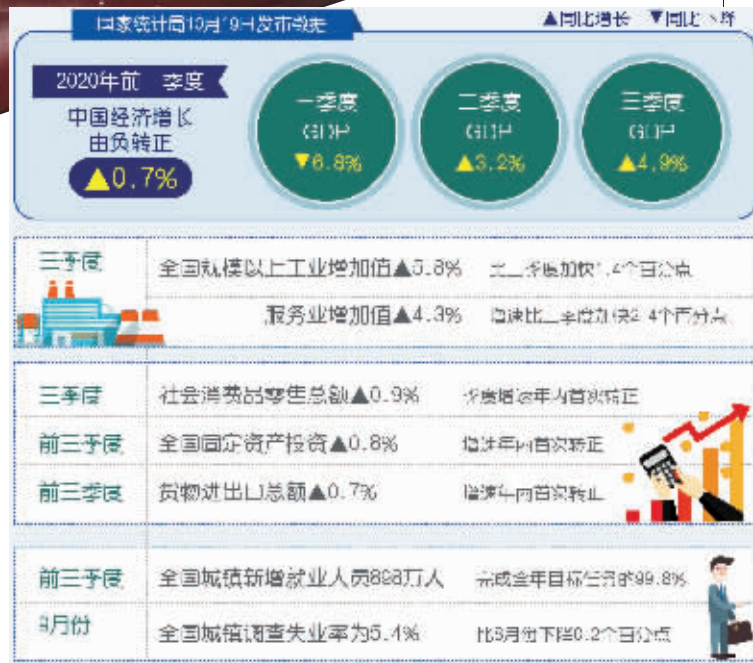 国家统计局10月19日发布数据
▲同比增长 ▼同比下降
2020年前三季度
中国经济增长
由负转正
▲0.7%
一季度
GDP
▼6.8%
二季度
GDP
▲3.2%
三季度
GDP
▲4.9%
三季度
全国规模以上工业增加值▲5.8% 比二季度加快1.4个百分点
服务业增加值▲4.3% 增速比二季度加快2.4个百分点
三季度 社会消费品零售总额▲0.9% 季度增速年内首次转正
前三季度 全国固定资产投资▲0.8% 增速年内首次转正
前三季度 货物进出口总额▲0.7% 增速年内首次转正
前三季度 全国城镇新增就业人员898万人 完成全年目标任务的99.8%
9月份 全国城镇调查失业率为5.4% 比8月份下降0.2个百分点